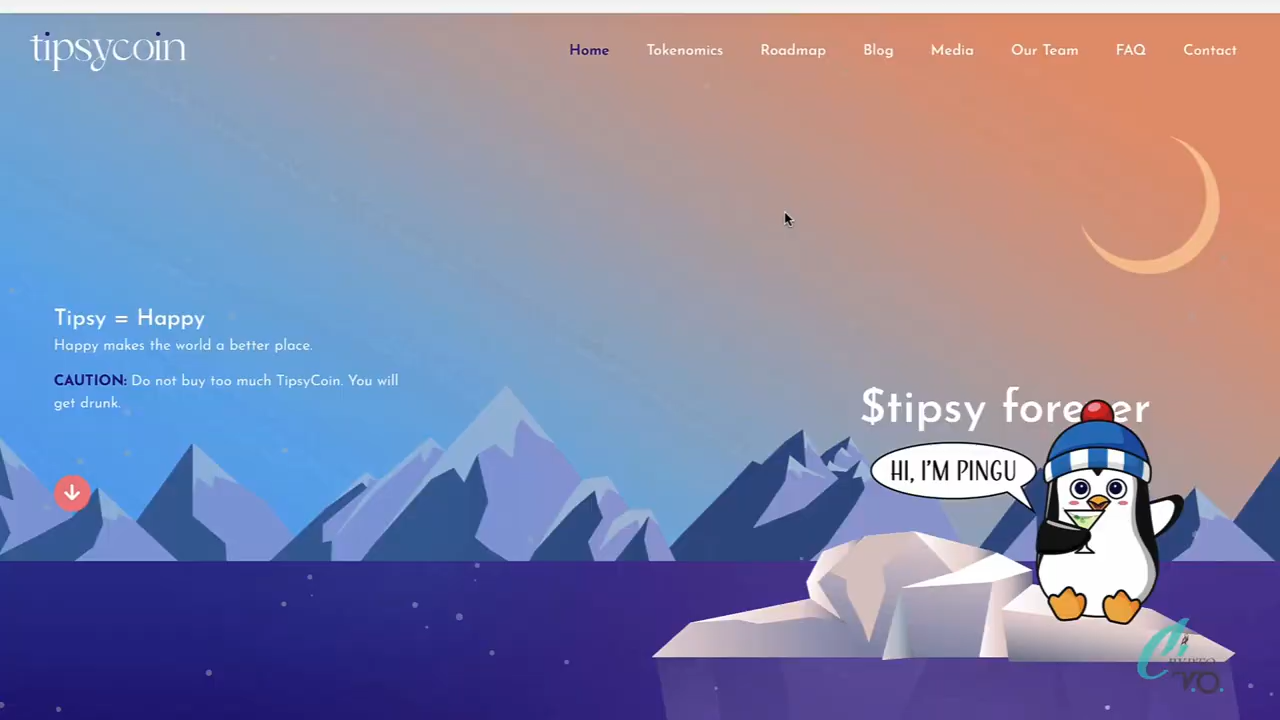 tipsycoin
Home Tokenomics Roadmap Blog Media Our Team FAQ Contact
Tipsy = Happy
Happy makes the world a better place.
CAUTION: Do not buy too much TipsyCoin. You will
get drunk.
$tipsy forever
HI, I'M PINGU
CRYPTO
V.O.